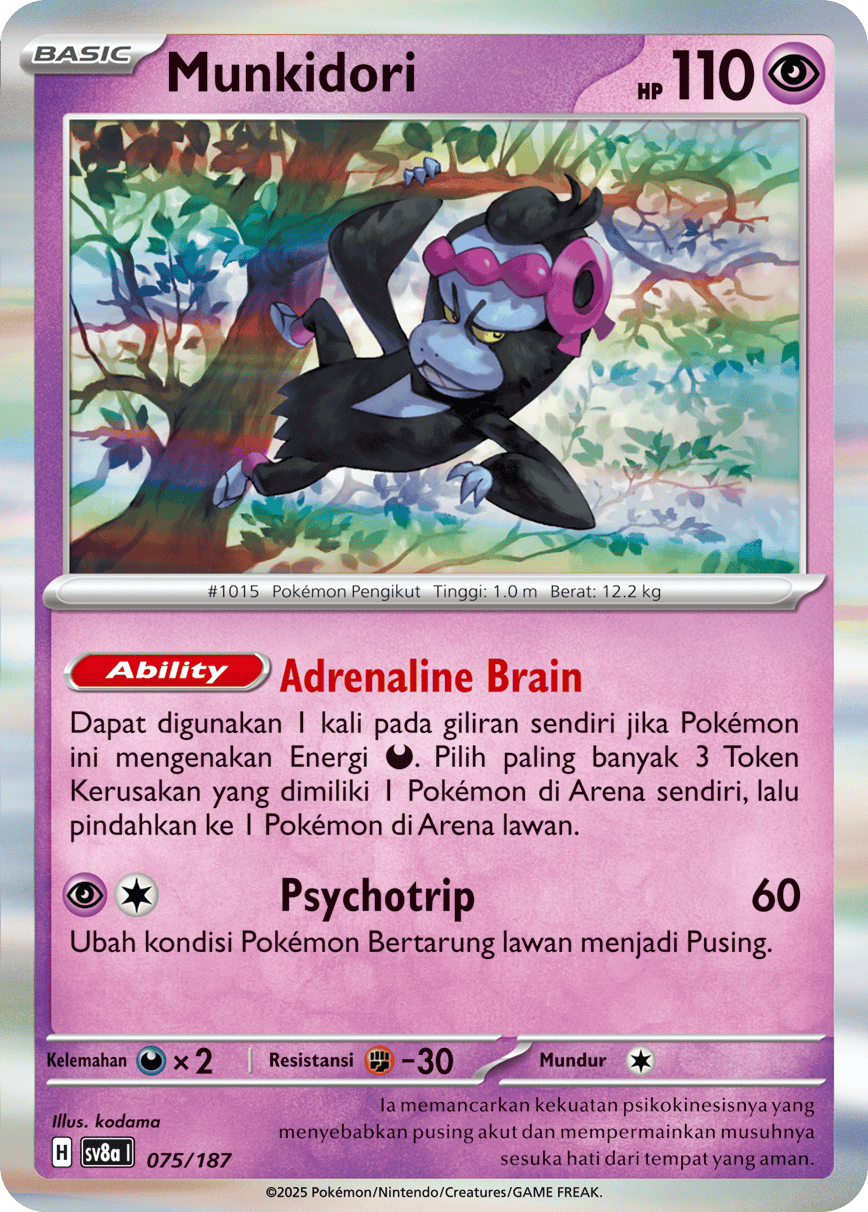 BASIC
Munkidori
HP 110
#1015 Pokémon Pengikut Tinggi: 1.0 m Berat: 12.2 kg
Ability Adrenaline Brain
Dapat digunakan 1 kali pada giliran sendiri jika Pokémon
ini mengenakan Energi . Pilih paling banyak 3 Token
Kerusakan yang dimiliki 1 Pokémon di Arena sendiri, lalu
pindahkan ke 1 Pokémon di Arena lawan.
Psychotrip 60
Ubah kondisi Pokémon Bertarung lawan menjadi Pusing.
Kelemahan ×2 Resistansi -30 Mundur
Illus. kodama
Ia memancarkan kekuatan psikokinesisnya yang
menyebabkan pusing akut dan mempermainkan musuhnya
sesuka hati dari tempat yang aman.
H sv8a I 075/187
©2025 Pokémon/Nintendo/Creatures/GAME FREAK.